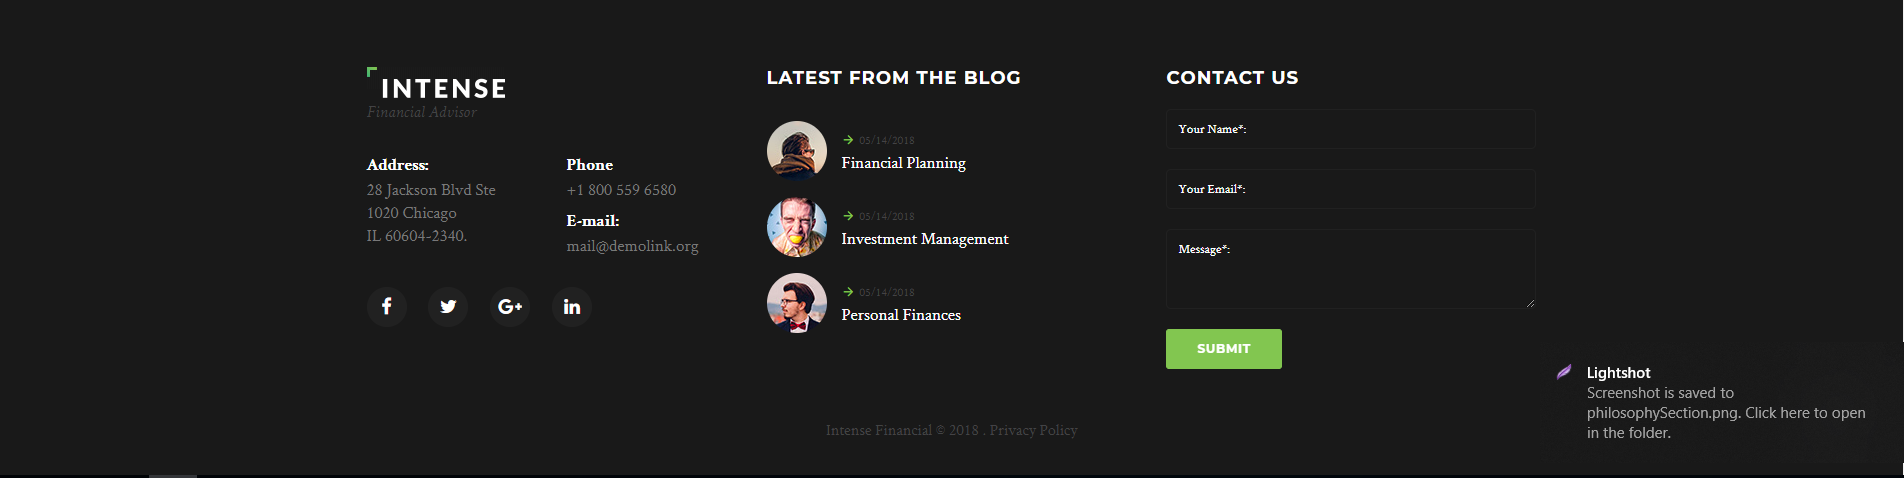 INTENSE
Financial Advisor
Address:
28 Jackson Blvd Ste
1020 Chicago
IL 60604-2340.
Phone
+1 800 559 6580
E-mail:
mail@demolink.org
f
G+
in
LATEST FROM THE BLOG
05/14/2018
Financial Planning
05/14/2018
Investment Management
05/14/2018
Personal Finances
CONTACT US
Your Name*:
Your Email*:
Message*:
SUBMIT
Intense Financial © 2018 . Privacy Policy
Lightshot
Screenshot is saved to
philosophySection.png. Click here to open
in the folder.